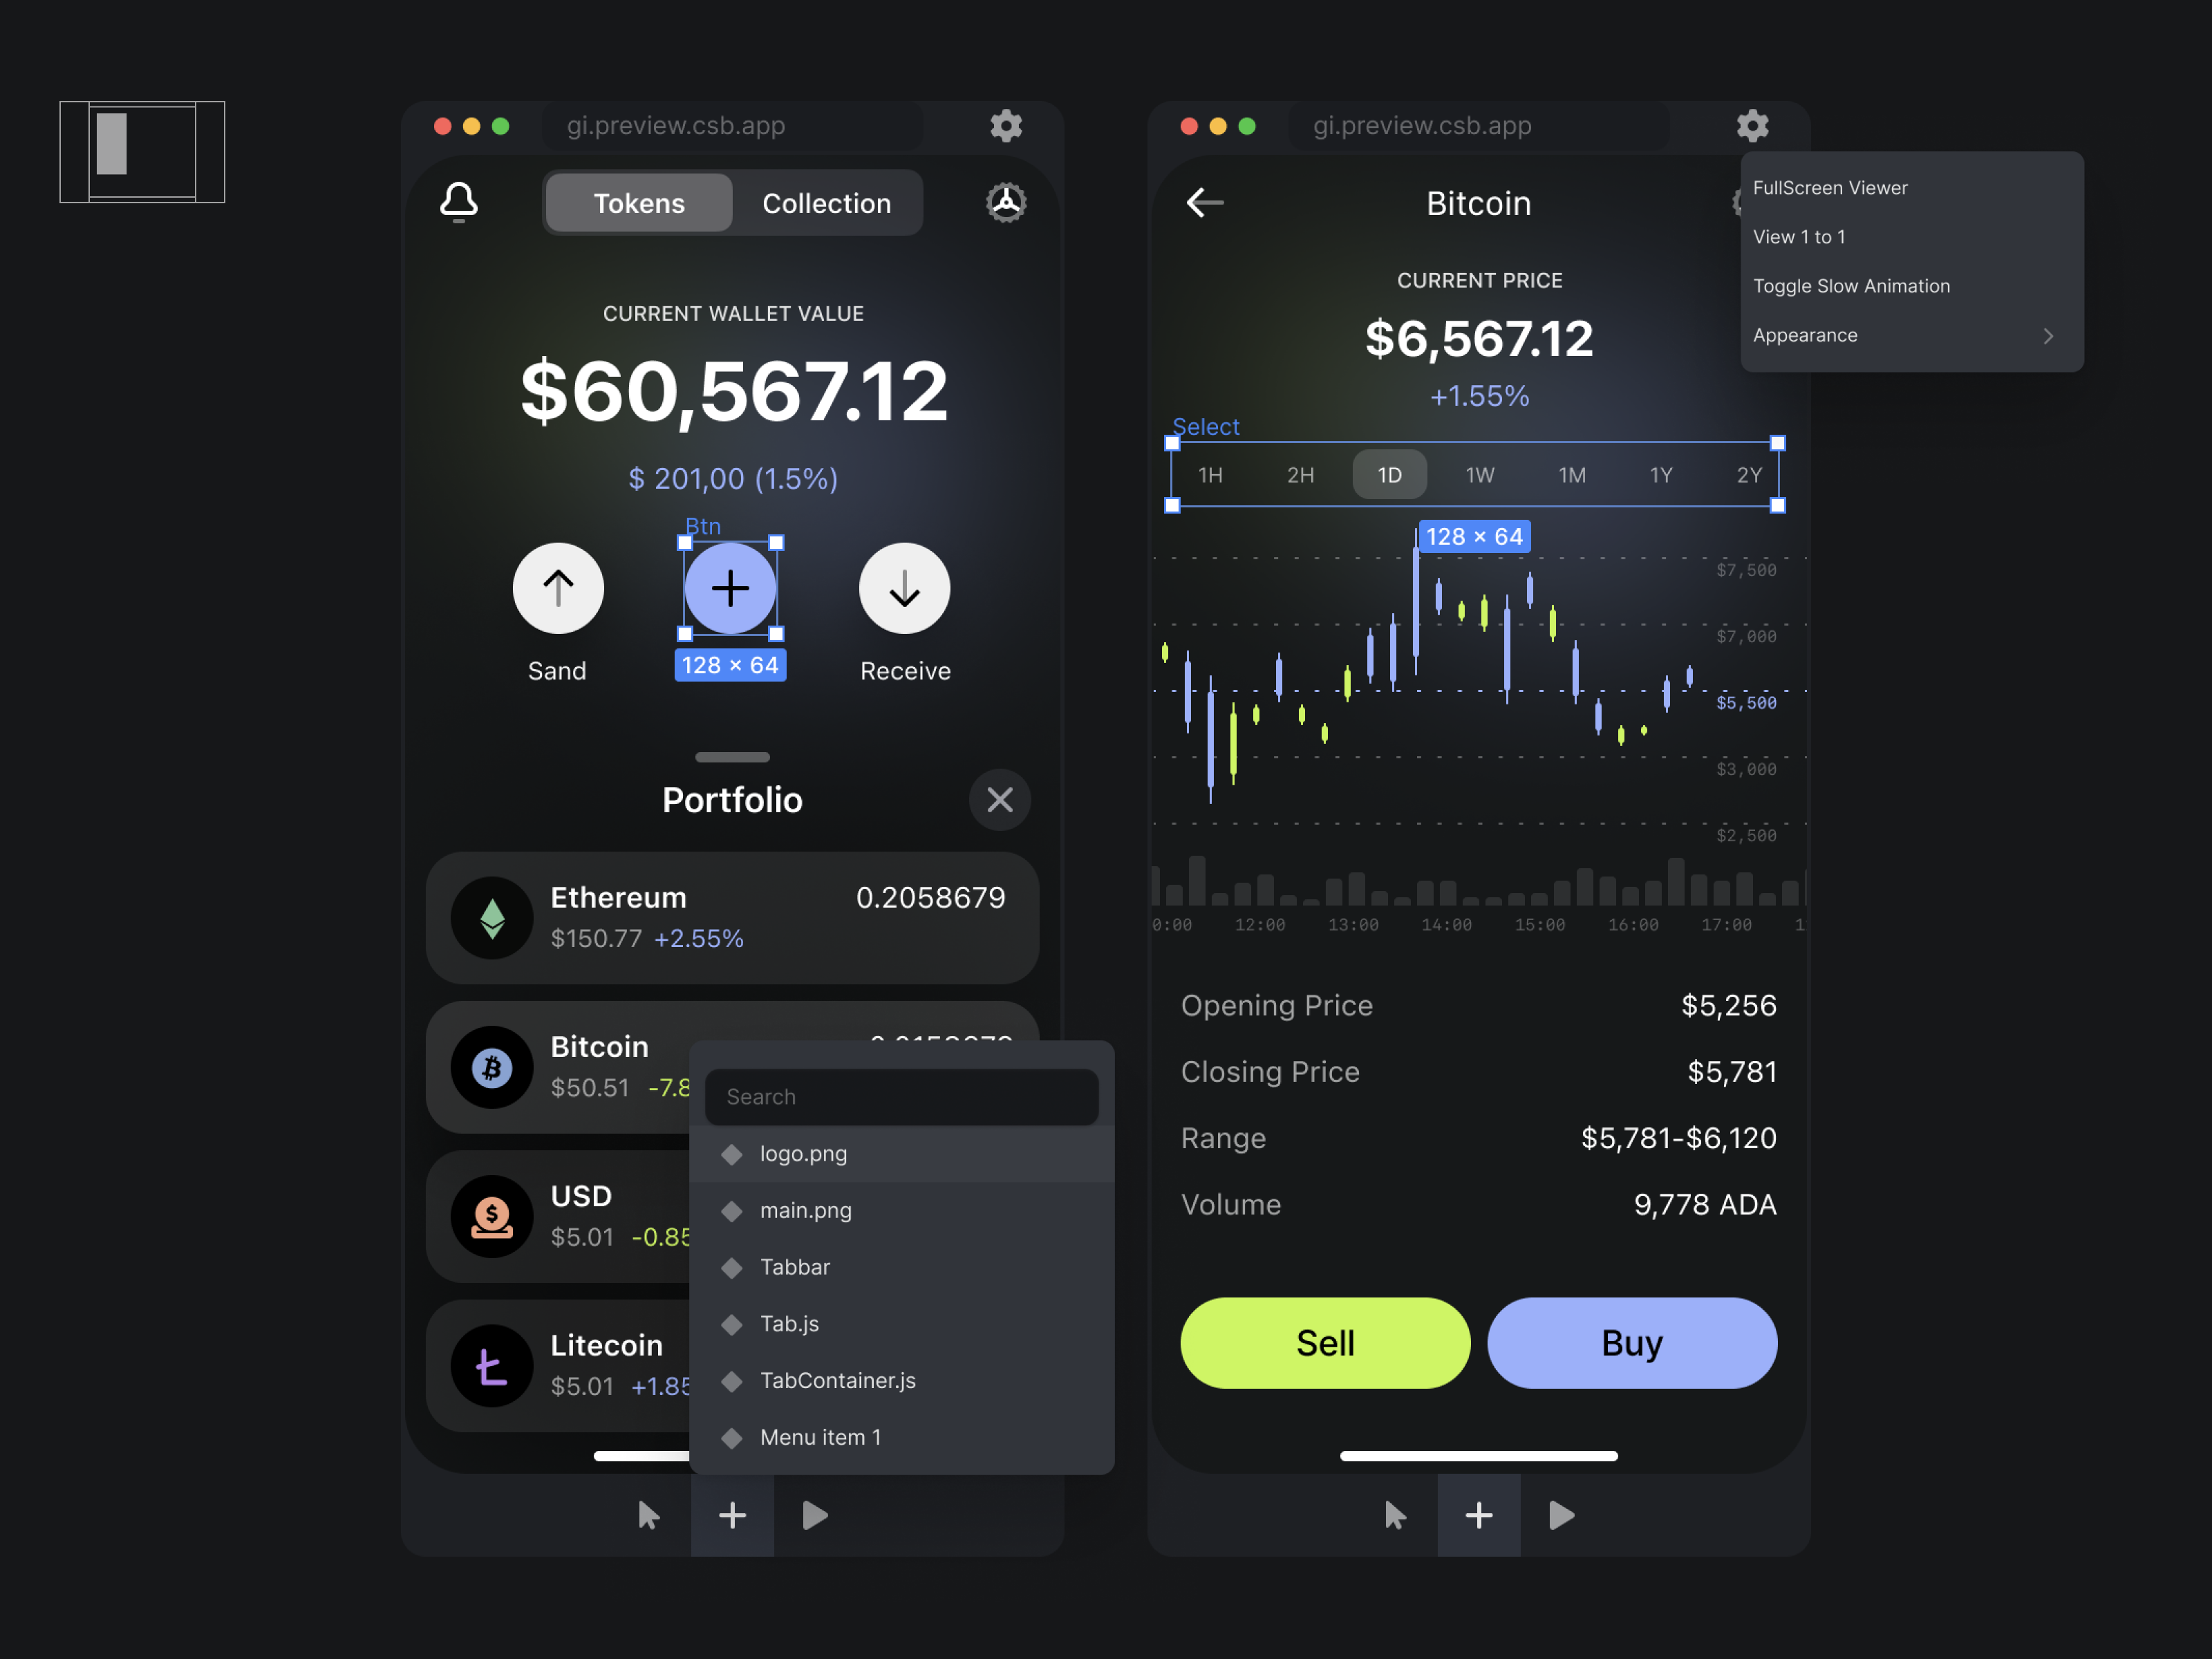 gi.preview.csb.app
Tokens
Collection
CURRENT WALLET VALUE
$60,567.12
$ 201,00 (1.5%)
Btn
128 × 64
Sand
Receive
Portfolio
Ethereum
0.2058679
$150.77 +2.55%
Bitcoin
$50.51 -7.8
USD
$5.01 -0.85
Litecoin
$5.01 +1.85
Search
logo.png
main.png
Tabbar
Tab.js
TabContainer.js
Menu item 1
gi.preview.csb.app
Bitcoin
FullScreen Viewer
View 1 to 1
Toggle Slow Animation
Appearance
CURRENT PRICE
$6,567.12
+1.55%
Select
1H 2H 1D 1W 1M 1Y 2Y
128 × 64
$7,500
$7,000
$5,500
$3,000
$2,500
0:00 12:00 13:00 14:00 15:00 16:00 17:00 1
Opening Price $5,256
Closing Price $5,781
Range $5,781-$6,120
Volume 9,778 ADA
Sell
Buy